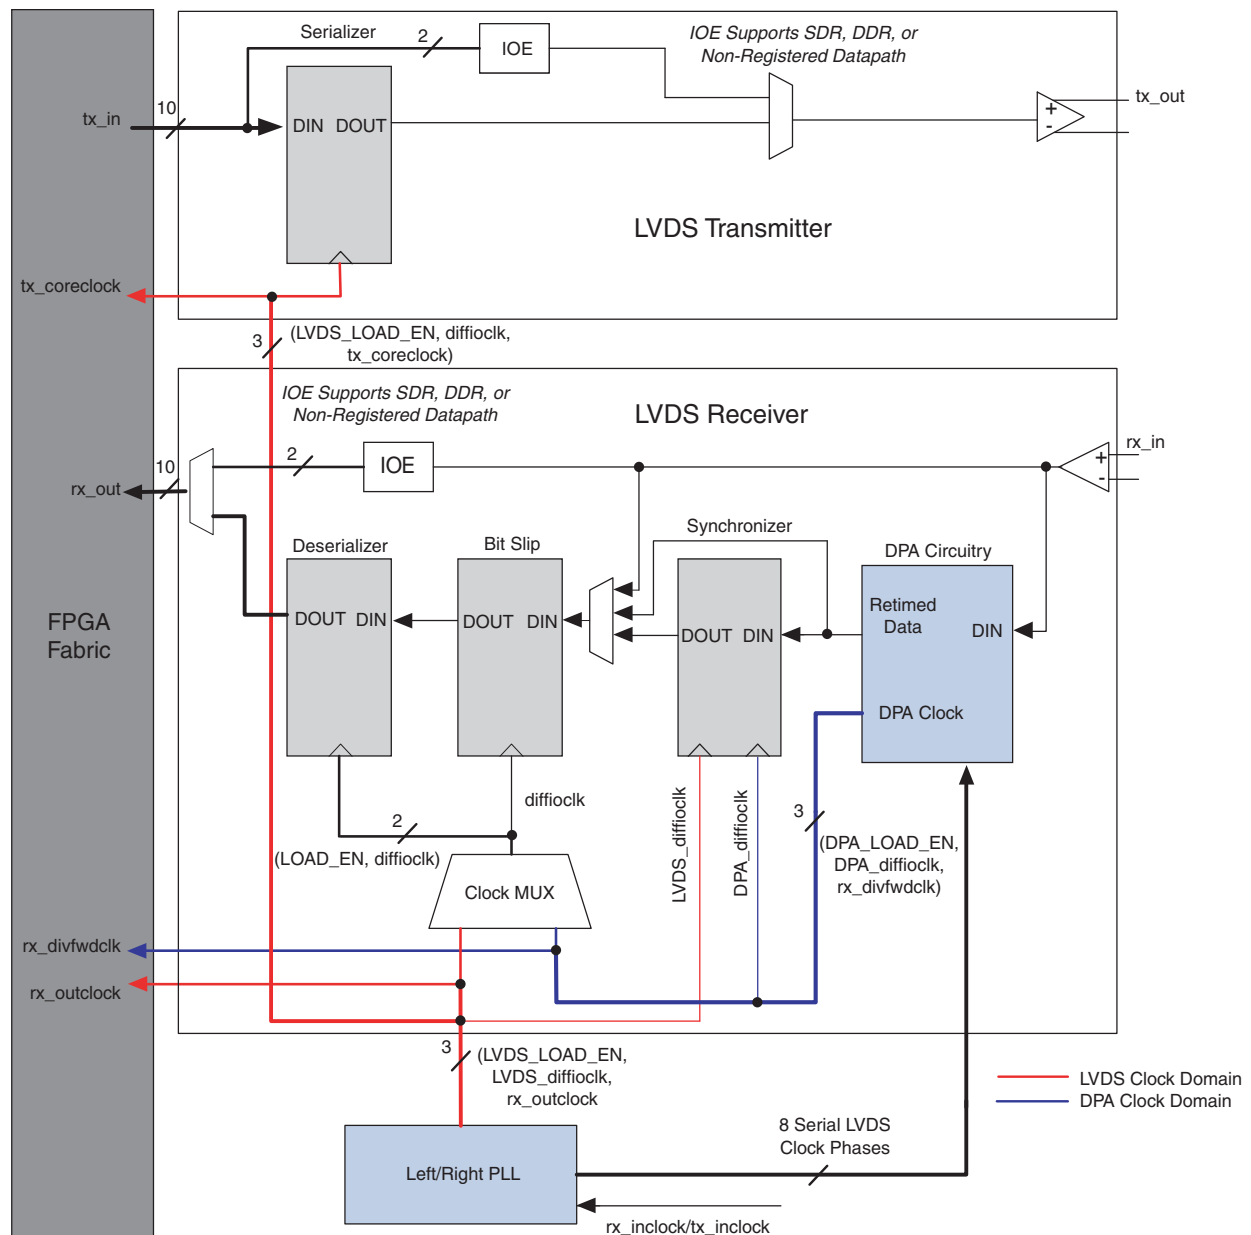 Serializer
2
IOE
IOE Supports SDR, DDR, or
Non-Registered Datapath
tx_in
10
DIN DOUT
+
-
tx_out
LVDS Transmitter
tx_coreclock
3
(LVDS_LOAD_EN, diffioclk,
tx_coreclock)
IOE Supports SDR, DDR, or
Non-Registered Datapath
LVDS Receiver
rx_out
10
2
IOE
+
-
rx_in
Deserializer
Bit Slip
Synchronizer
DPA Circuitry
FPGA
Fabric
DOUT DIN
DOUT DIN
DOUT DIN
Retimed
Data
DIN
DPA Clock
diffioclk
2
(LOAD_EN, diffioclk)
LVDS_diffioclk
DPA_diffioclk
3
(DPA_LOAD_EN,
DPA_diffioclk,
rx_divfwdclk)
Clock MUX
rx_divfwdclk
rx_outclock
3
(LVDS_LOAD_EN,
LVDS_diffioclk,
rx_outclock
LVDS Clock Domain
DPA Clock Domain
8 Serial LVDS
Clock Phases
Left/Right PLL
rx_inclock/tx_inclock